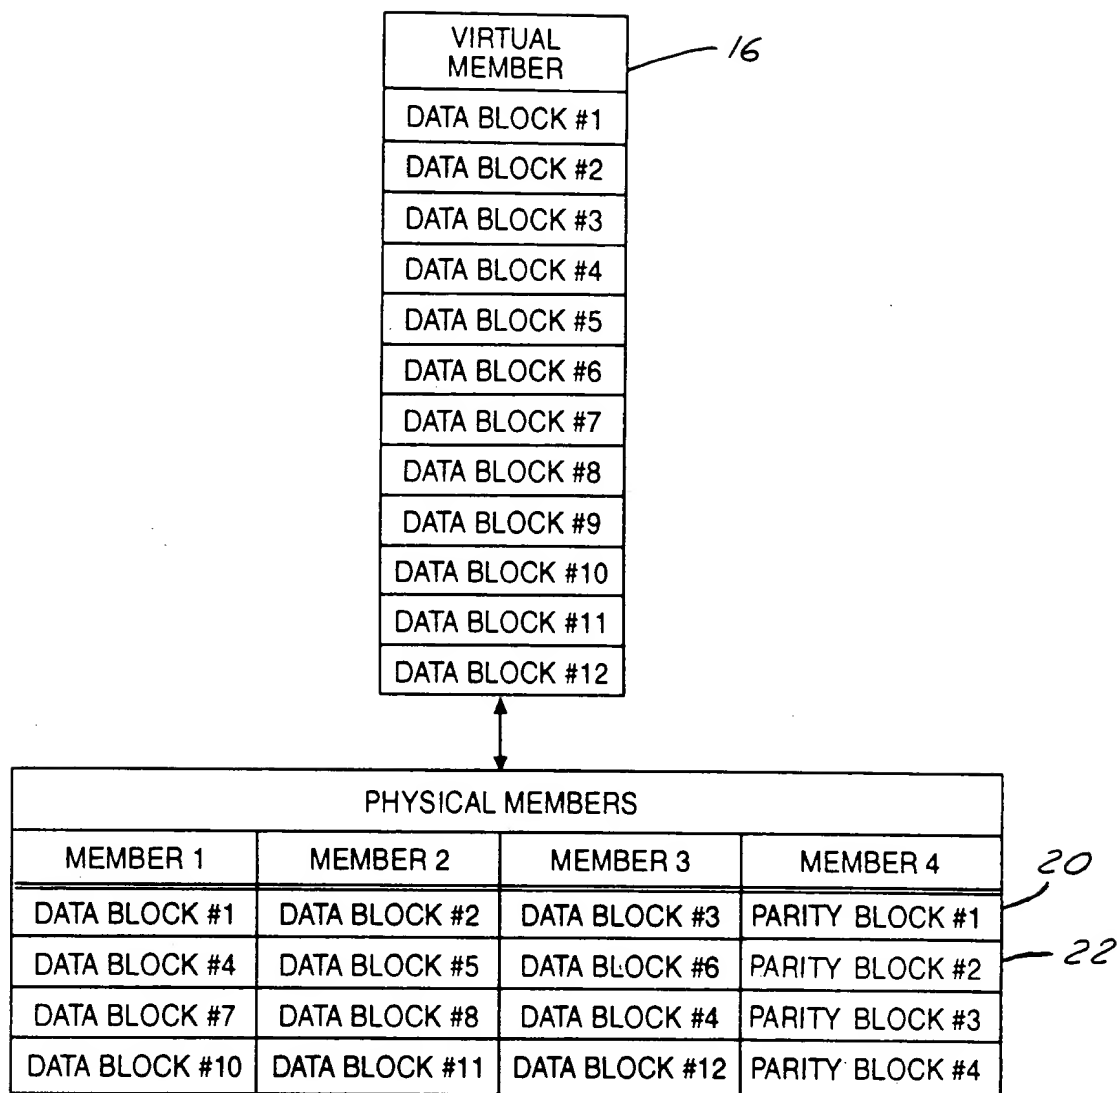 VIRTUAL
MEMBER
16
DATA BLOCK #1
DATA BLOCK #2
DATA BLOCK #3
DATA BLOCK #4
DATA BLOCK #5
DATA BLOCK #6
DATA BLOCK #7
DATA BLOCK #8
DATA BLOCK #9
DATA BLOCK #10
DATA BLOCK #11
DATA BLOCK #12
PHYSICAL MEMBERS
MEMBER 1 MEMBER 2 MEMBER 3 MEMBER 4
DATA BLOCK #1 DATA BLOCK #2 DATA BLOCK #3 PARITY BLOCK #1 20
DATA BLOCK #4 DATA BLOCK #5 DATA BLOCK #6 PARITY BLOCK #2 22
DATA BLOCK #7 DATA BLOCK #8 DATA BLOCK #4 PARITY BLOCK #3
DATA BLOCK #10 DATA BLOCK #11 DATA BLOCK #12 PARITY BLOCK #4